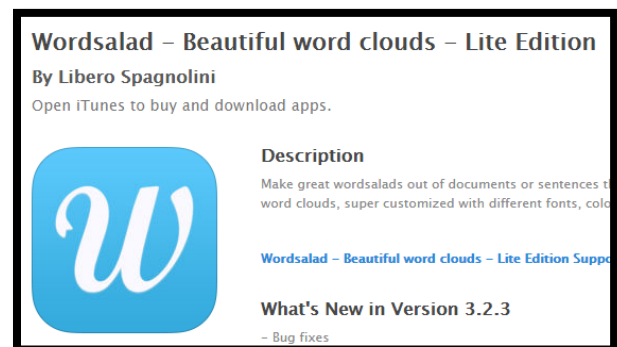 Wordsalad – Beautiful word clouds – Lite Edition
By Libero Spagnolini
Open iTunes to buy and download apps.
W
Description
Make great wordsalads out of documents or sentences
word clouds, super customized with different fonts,
Wordsalad – Beautiful word clouds – Lite Edition
What's New in Version 3.2.3
– Bug fixes